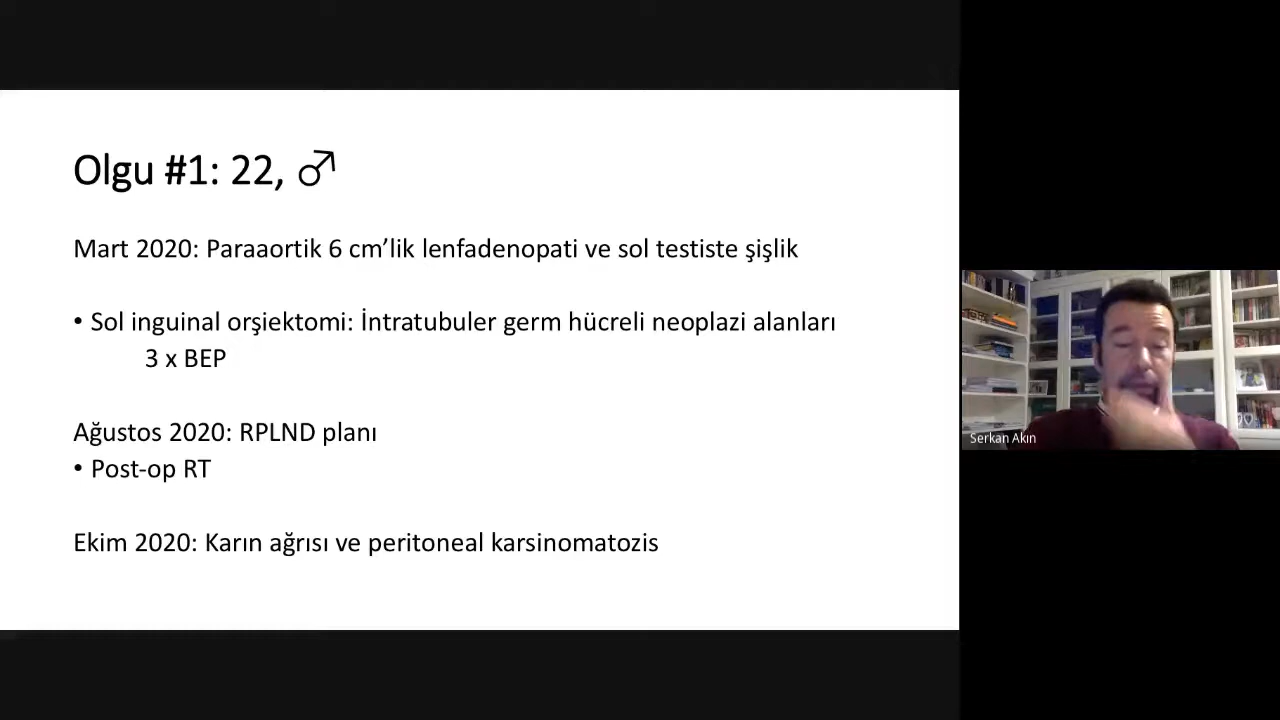 Olgu #1: 22, ♂
Mart 2020: Paraaortik 6 cm’lik lenfadenopati ve sol testiste şişlik
• Sol inguinal orşiektomi: İntratubuler germ hücreli neoplazi alanları
3 x BEP
Ağustos 2020: RPLND planı
• Post-op RT
Ekim 2020: Karın ağrısı ve peritoneal karsinomatozis
Serkan Akın